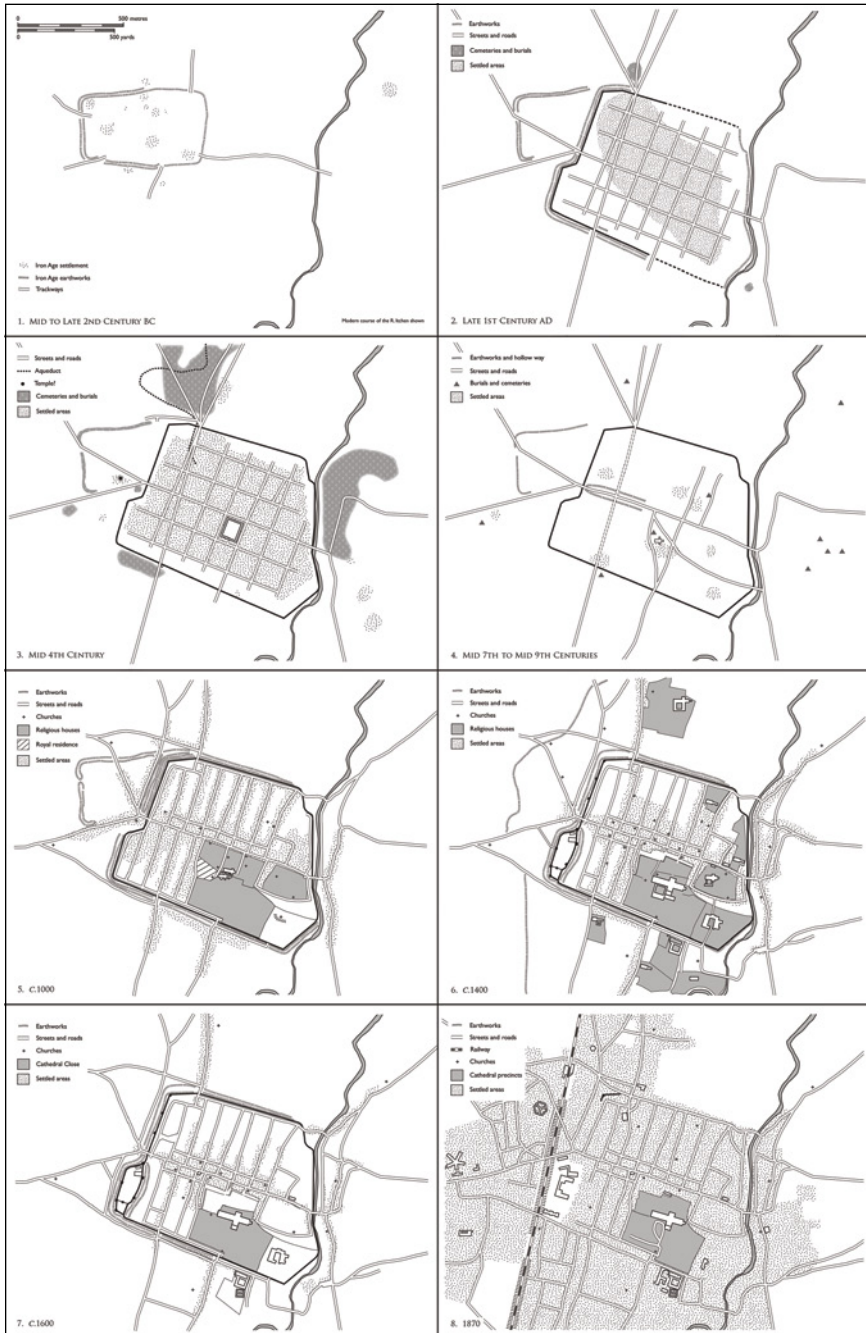 0 500 metres
0 500 yards
Iron Age settlement
Iron Age earthworks
Trackways
1. Mid to Late 2nd Century BC
Modern course of the R. Itchen shown
Earthworks
Streets and roads
Cemeteries and burials
Settled areas
2. Late 1st Century AD
Streets and roads
Aqueduct
Temple?
Cemeteries and burials
Settled areas
3. Mid 4th Century
Earthworks and hollow way
Streets and roads
Burials and cemeteries
Settled areas
4. Mid 7th to Mid 9th Centuries
Earthworks
Streets and roads
Churches
Religious houses
Royal residence
Settled areas
5. c.1000
Earthworks
Streets and roads
Churches
Religious houses
Settled areas
6. c.1400
Earthworks
Streets and roads
Churches
Cathedral Close
Settled areas
7. c.1600
Earthworks
Streets and roads
Railway
Churches
Cathedral precincts
Settled areas
8. 1870